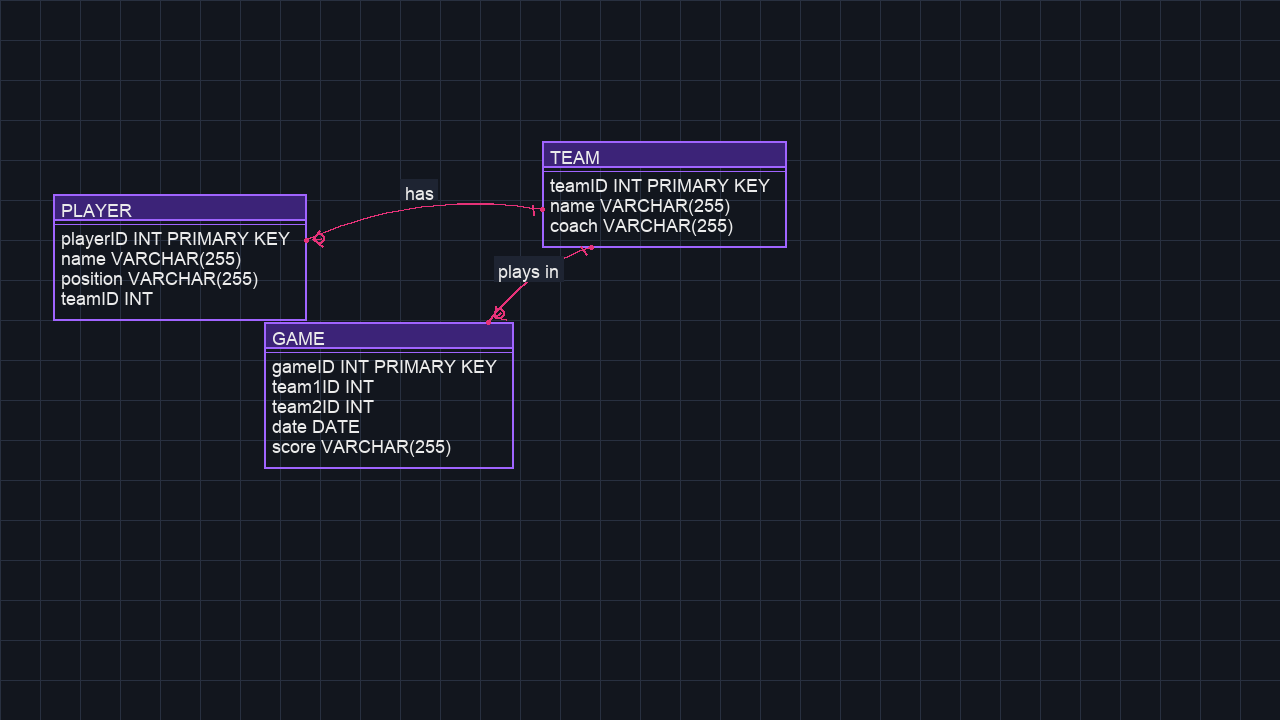 PLAYER
playerID INT PRIMARY KEY
name VARCHAR(255)
position VARCHAR(255)
teamID INT
has
TEAM
teamID INT PRIMARY KEY
name VARCHAR(255)
coach VARCHAR(255)
plays in
GAME
gameID INT PRIMARY KEY
team1ID INT
team2ID INT
date DATE
score VARCHAR(255)